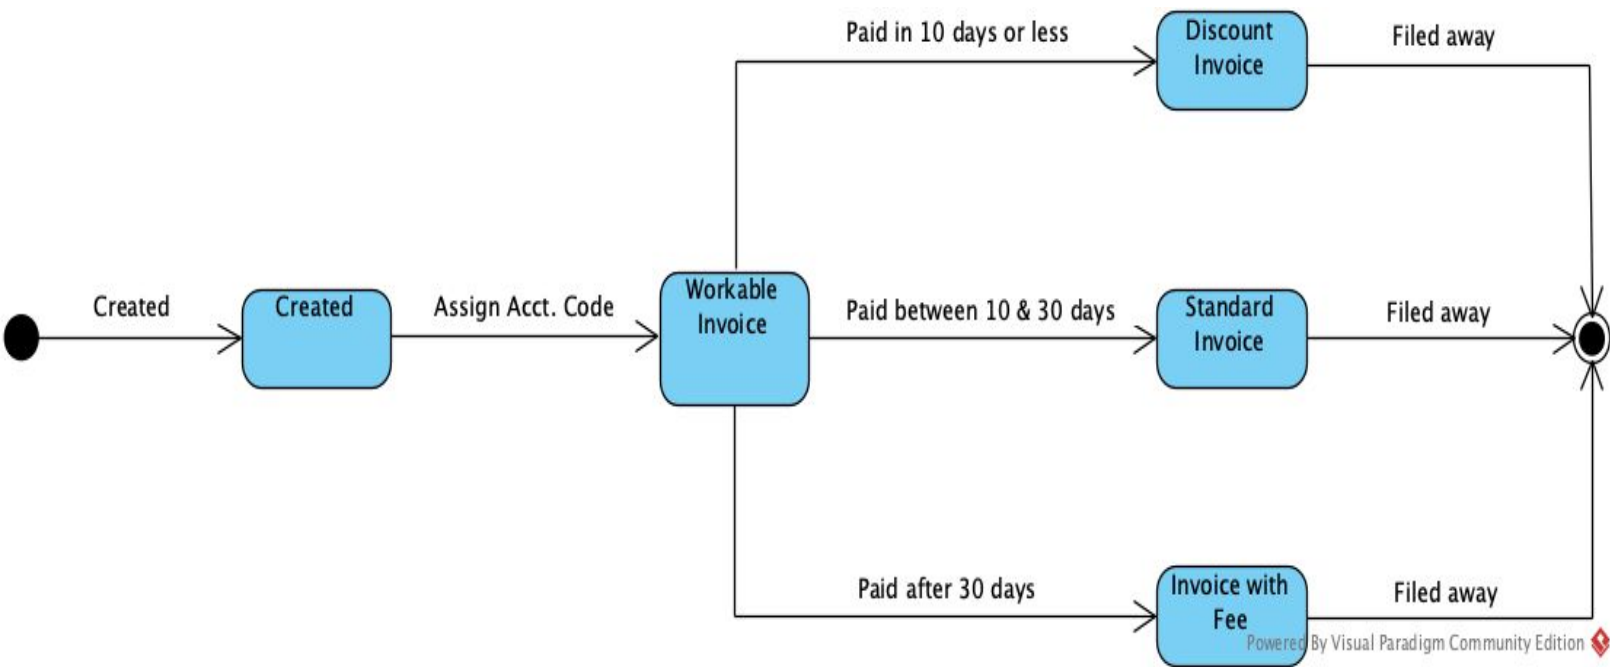 Paid in 10 days or less
Discount
Invoice
Filed away
Created
Created
Assign Acct. Code
Workable
Invoice
Paid between 10 & 30 days
Standard
Invoice
Filed away
Paid after 30 days
Invoice with
Fee
Filed away
Powered By Visual Paradigm Community Edition